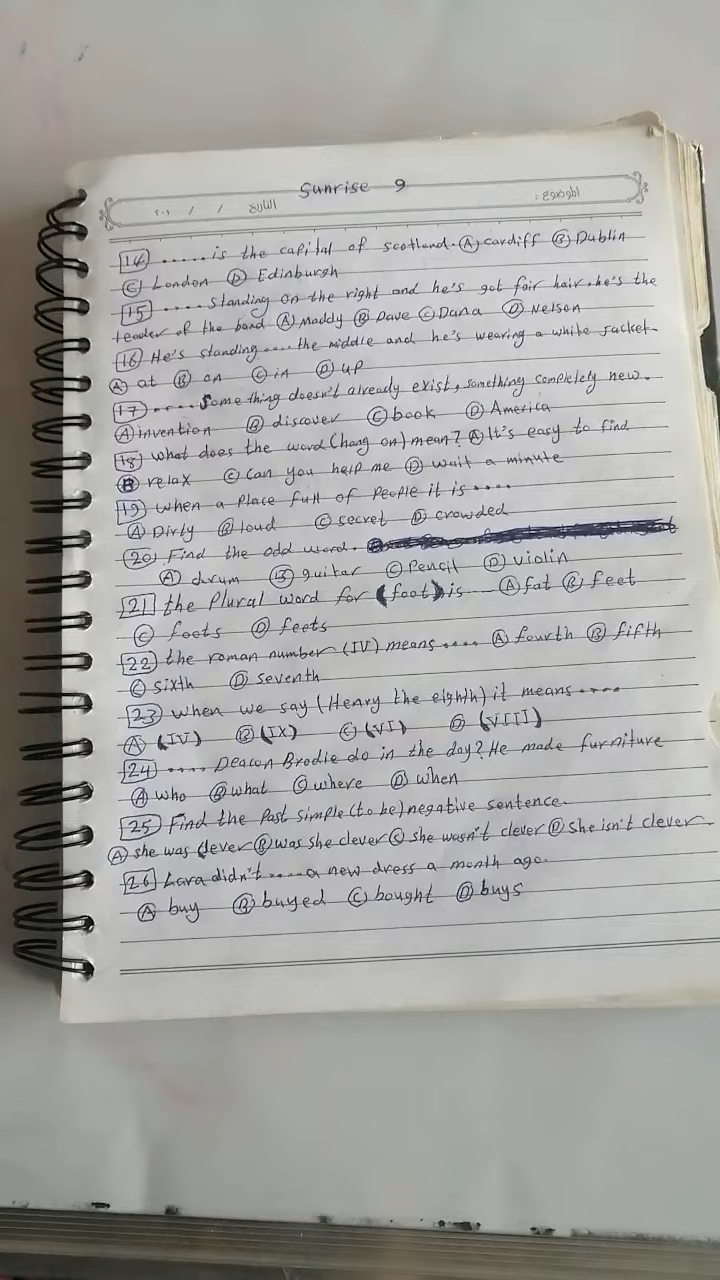 Sunrise 9
الموضوع : التاريخ / / ٢٠١
14 ..... is the capital of scotland. A cardiff B Dublin
C London D Edinburgh
15 .... standing on the right and he's got fair hair, he's the
leader of the band A Maddy B Dave C Dana D Nelson
16 He's standing .... the middle and he's wearing a white jacket.
A at B on C in D up
17 .... Something doesn't already exist, something completely new.
A invention B discover C book D America
18 what does the word (hang on) mean? A It's easy to find
B relax C can you help me D wait a minute
19 when a place full of people it is ....
A Dirty B loud C secret D crowded
20 Find the odd word.
A drum B guitar C Pencil D violin
21 the plural word for (foot) is ... A fat B feet
C foots D feets
22 the roman number (IV) means .... A fourth B fifth
C sixth D seventh
23 when we say (Henry the eighth) it means ....
A (IV) B (IX) C (VI) D (VIII)
24 .... Deacon Brodie do in the day? He made furniture
A who B what C where D when
25 Find the Past simple (to be) negative sentence.
A she was clever B was she clever C she wasn't clever D she isn't clever
26 Lara didn't .... a new dress a month ago.
A buy B buyed C bought D buys